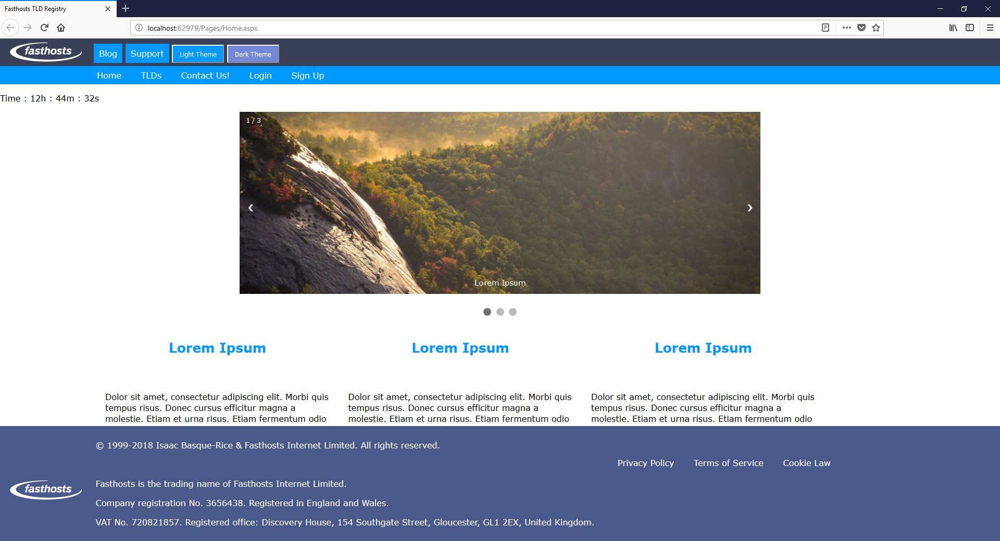 Fasthosts TLD Registry
localhost:62979/Pages/Home.aspx
fasthosts Blog Support Light Theme Dark Theme
Home TLDs Contact Us! Login Sign Up
Time : 12h : 44m : 32s
1 / 3
❮ ❯
Lorem Ipsum
Lorem Ipsum
Dolor sit amet, consectetur adipiscing elit. Morbi quis
tempus risus. Donec cursus efficitur magna a
molestie. Etiam et urna risus. Etiam fermentum odio
Lorem Ipsum
Dolor sit amet, consectetur adipiscing elit. Morbi quis
tempus risus. Donec cursus efficitur magna a
molestie. Etiam et urna risus. Etiam fermentum odio
Lorem Ipsum
Dolor sit amet, consectetur adipiscing elit. Morbi quis
tempus risus. Donec cursus efficitur magna a
molestie. Etiam et urna risus. Etiam fermentum odio
© 1999-2018 Isaac Basque-Rice & Fasthosts Internet Limited. All rights reserved.
Privacy Policy Terms of Service Cookie Law
fasthosts
Fasthosts is the trading name of Fasthosts Internet Limited.
Company registration No. 3656438. Registered in England and Wales.
VAT No. 720821857. Registered office: Discovery House, 154 Southgate Street, Gloucester, GL1 2EX, United Kingdom.